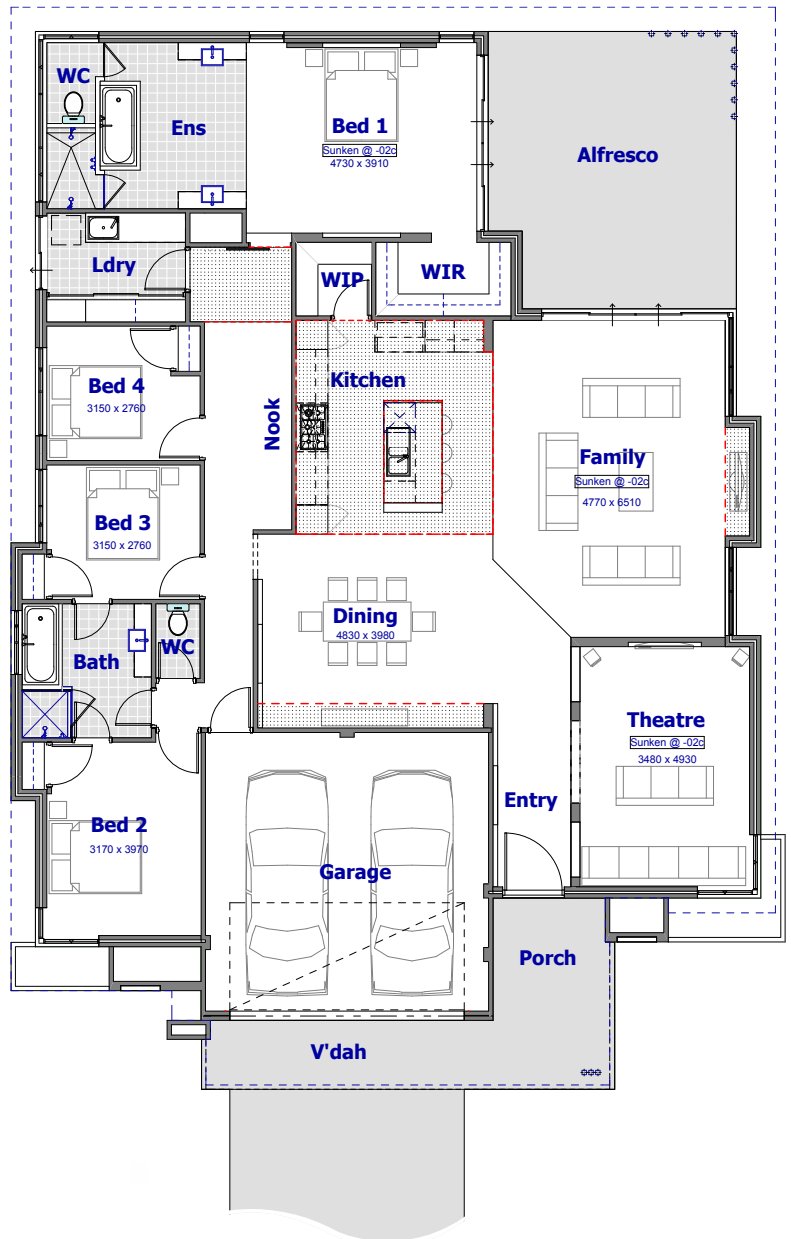 WC
Ens
Bed 1
Sunken @ -02c
4730 x 3910
Alfresco
Ldry
WIP
WIR
Bed 4
3150 x 2760
Nook
Kitchen
Family
Sunken @ -02c
4770 x 6510
Bed 3
3150 x 2760
Dining
4830 x 3980
Bath
WC
Theatre
Sunken @ -02c
3480 x 4930
Entry
Bed 2
3170 x 3970
Garage
Porch
V'dah